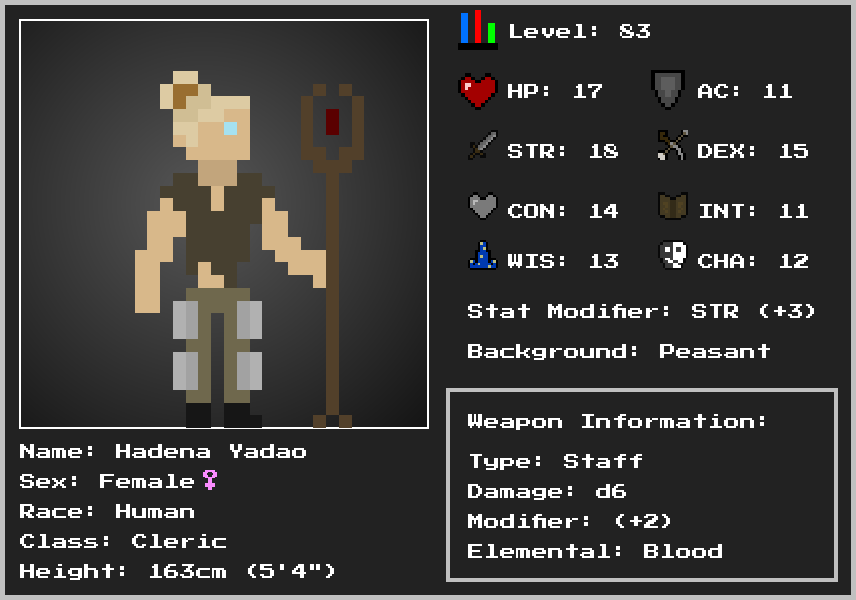 Level: 83
HP: 17
AC: 11
STR: 18
DEX: 15
CON: 14
INT: 11
WIS: 13
CHA: 12
Stat Modifier: STR (+3)
Background: Peasant
Weapon Information:
Type: Staff
Damage: d6
Modifier: (+2)
Elemental: Blood
Name: Hadena Yadao
Sex: Female♀
Race: Human
Class: Cleric
Height: 163cm (5'4")